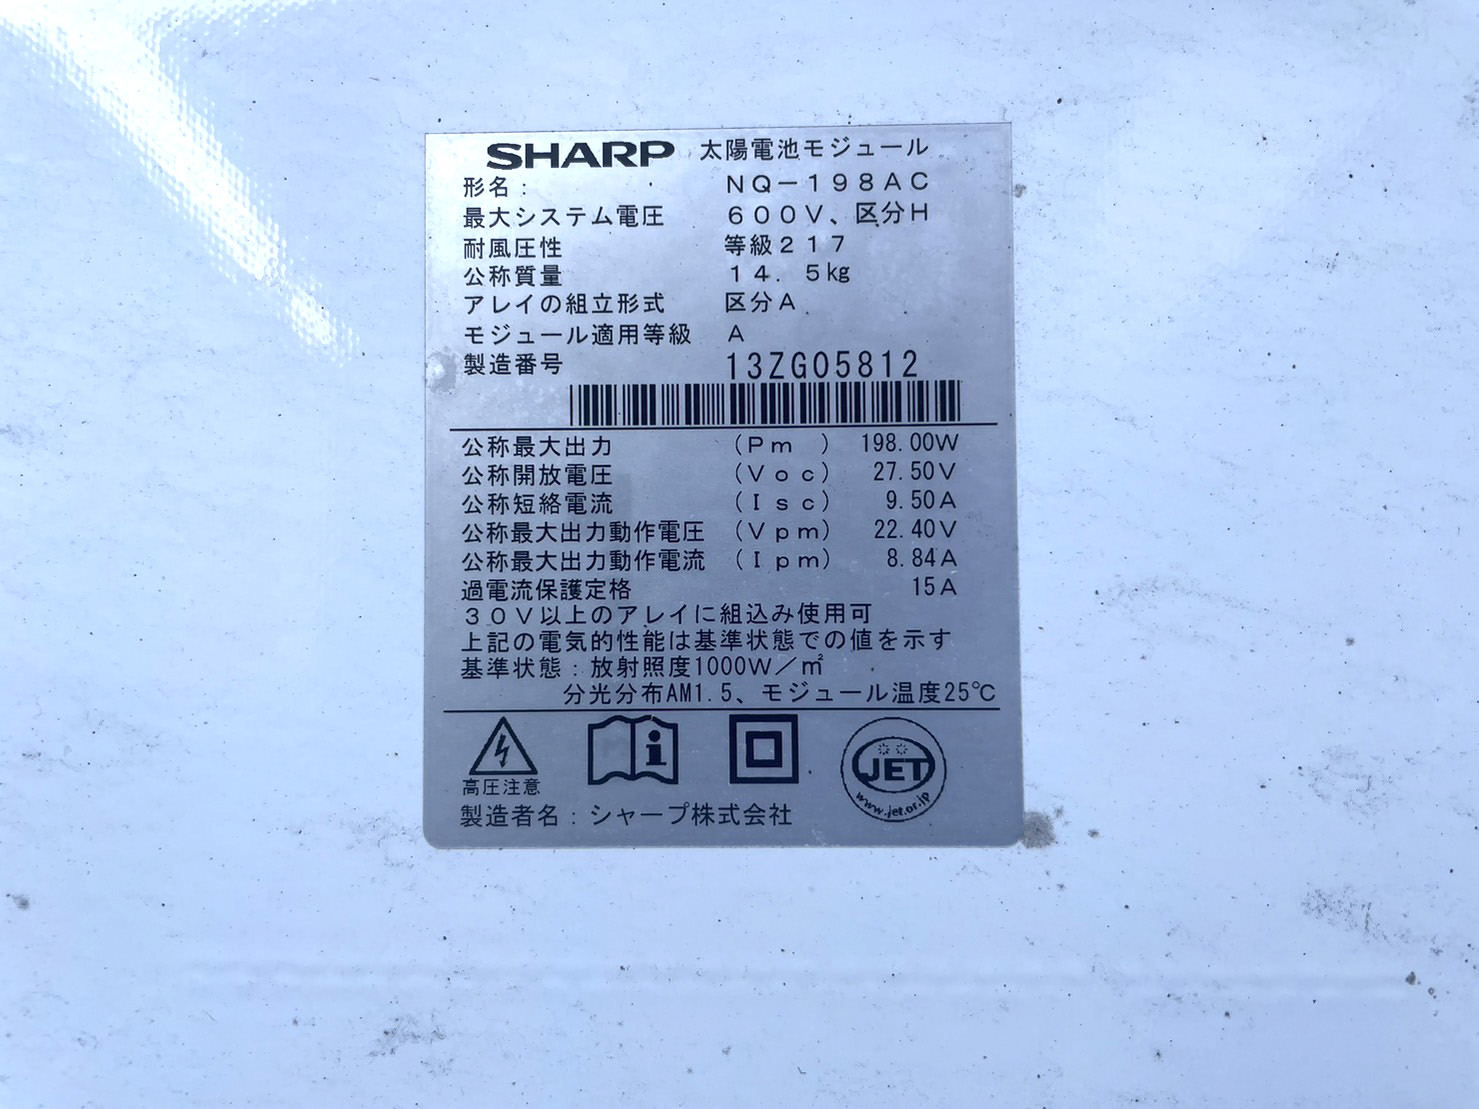 SHARP 太陽電池モジュール
形名: NQ-198AC
最大システム電圧 600V、区分H
耐風圧性 等級217
公称質量 14.5kg
アレイの組立形式 区分A
モジュール適用等級 A
製造番号 13ZG05812
公称最大出力 (Pm ) 198.00W
公称開放電圧 (Voc) 27.50V
公称短絡電流 (Isc) 9.50A
公称最大出力動作電圧 (Vpm) 22.40V
公称最大出力動作電流 (Ipm) 8.84A
過電流保護定格 15A
30V以上のアレイに組込み使用可
上記の電気的性能は基準状態での値を示す
基準状態:放射照度1000W/㎡
分光分布AM1.5、モジュール温度25℃
高圧注意
JET
www.jet.or.jp
製造者名:シャープ株式会社